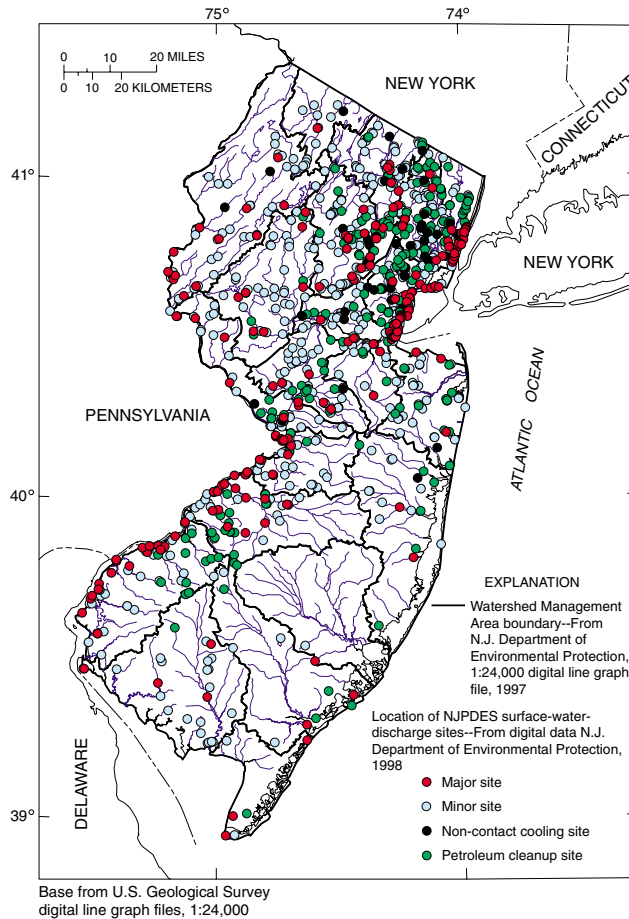 75°
74°
0 10 20 MILES
0 10 20 KILOMETERS
NEW YORK
CONNECTICUT
41°
NEW YORK
PENNSYLVANIA
ATLANTIC OCEAN
40°
EXPLANATION
Watershed Management
Area boundary--From
N.J. Department of
Environmental Protection,
1:24,000 digital line graph
file, 1997
Location of NJPDES surface-water-
discharge sites--From digital data N.J.
Department of Environmental Protection,
1998
Major site
Minor site
Non-contact cooling site
Petroleum cleanup site
DELAWARE
39°
Base from U.S. Geological Survey
digital line graph files, 1:24,000